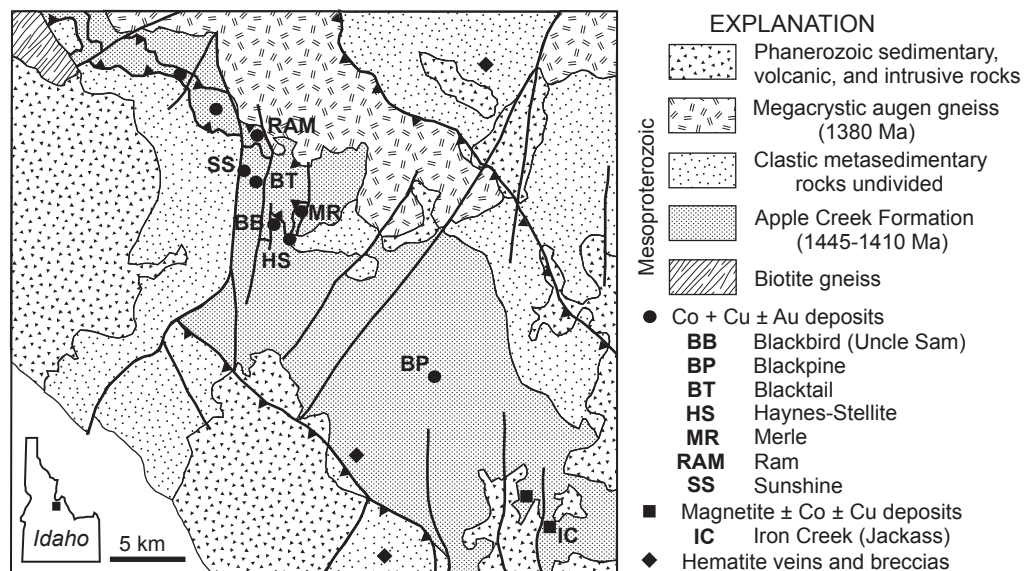 RAM
SS
BT
MR
BB
HS
BP
IC
Idaho
5 km
EXPLANATION
Phanerozoic sedimentary,
volcanic, and intrusive rocks
Mesoproterozoic
Megacrystic augen gneiss
(1380 Ma)
Clastic metasedimentary
rocks undivided
Apple Creek Formation
(1445-1410 Ma)
Biotite gneiss
Co + Cu ± Au deposits
BB Blackbird (Uncle Sam)
BP Blackpine
BT Blacktail
HS Haynes-Stellite
MR Merle
RAM Ram
SS Sunshine
Magnetite ± Co ± Cu deposits
IC Iron Creek (Jackass)
Hematite veins and breccias